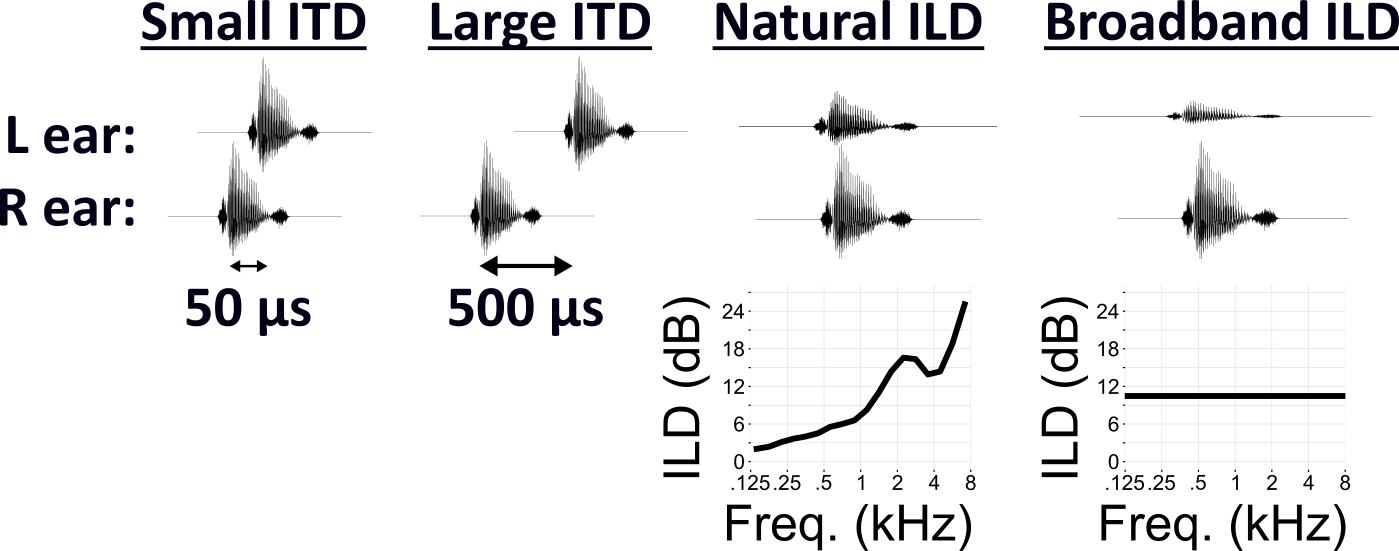 Small ITD
Large ITD
Natural ILD
Broadband ILD
L ear:
R ear:
50 µs
500 µs
ILD (dB)
24
18
12
6
0
.125 .25 .5 1 2 4 8
Freq. (kHz)
ILD (dB)
24
18
12
6
0
.125 .25 .5 1 2 4 8
Freq. (kHz)